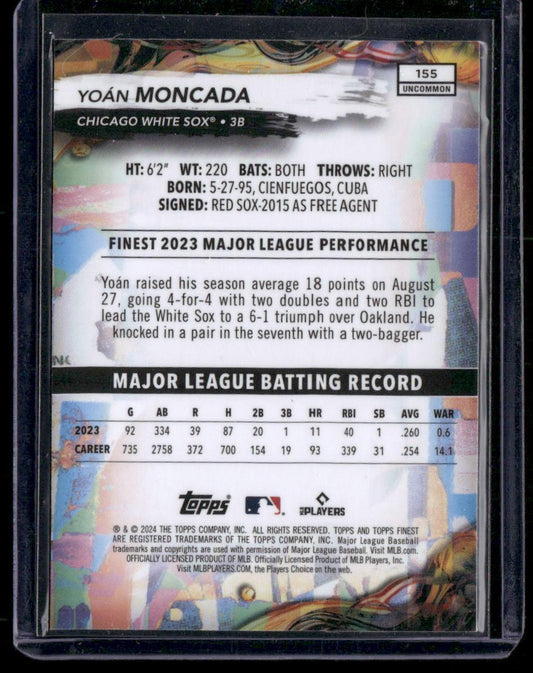 155
UNCOMMON
YOÁN MONCADA
CHICAGO WHITE SOX® • 3B
HT: 6'2" WT: 220 BATS: BOTH THROWS: RIGHT
BORN: 5-27-95, CIENFUEGOS, CUBA
SIGNED: RED SOX-2015 AS FREE AGENT
FINEST 2023 MAJOR LEAGUE PERFORMANCE
Yoán raised his season average 18 points on August
27, going 4-for-4 with two doubles and two RBI to
lead the White Sox to a 6-1 triumph over Oakland. He
knocked in a pair in the seventh with a two-bagger.
MAJOR LEAGUE BATTING RECORD
G AB R H 2B 3B HR RBI SB AVG WAR
2023 92 334 39 87 20 1 11 40 1 .260 0.6
CAREER 735 2758 372 700 154 19 93 339 31 .254 14.1
Topps PLAYERS
® & © 2024 THE TOPPS COMPANY, INC. ALL RIGHTS RESERVED. TOPPS AND TOPPS FINEST
ARE REGISTERED TRADEMARKS OF THE TOPPS COMPANY, INC. Major League Baseball
trademarks and copyrights are used with permission of Major League Baseball. Visit MLB.com.
OFFICIALLY LICENSED PRODUCT OF MLB. Officially Licensed Product of MLB Players, Inc.
Visit MLBPLAYERS.com, the Players Choice on the web.